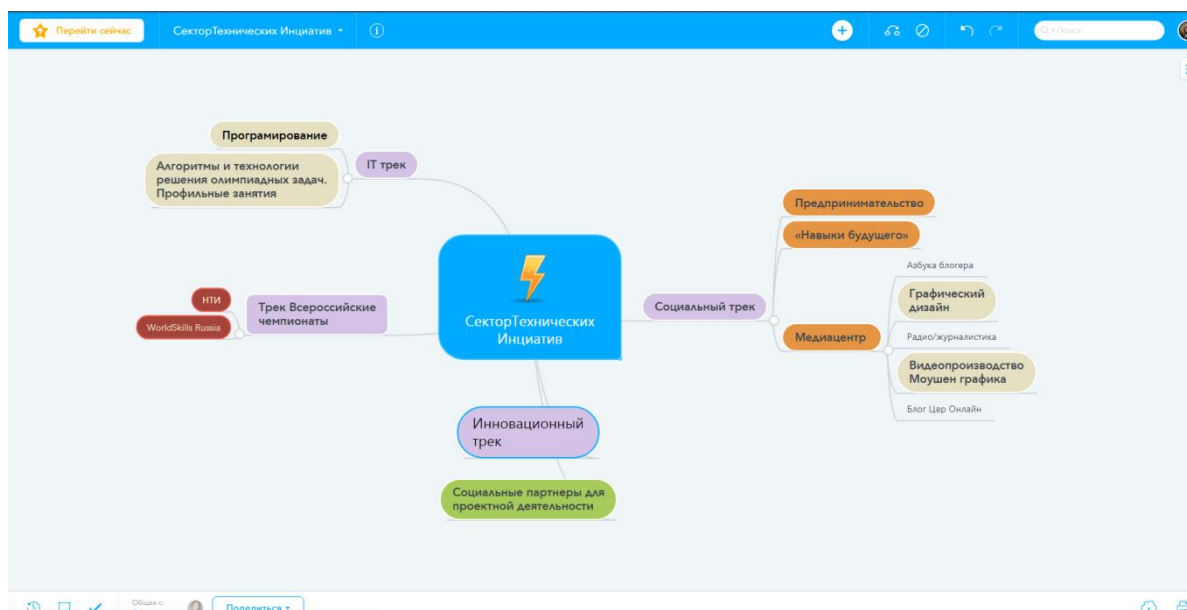 Перейти сейчас
СекторТехнических Инциатив
Поиск
Програмирование
Алгоритмы и технологии
решения олимпиадных задач.
Профильные занятия
IT трек
НТИ
WorldSkills Russia
Трек Всероссийские
чемпионаты
СекторТехнических
Инциатив
Инновационный
трек
Социальные партнеры для
проектной деятельности
Социальный трек
Предпринимательство
«Навыки будущего»
Медиацентр
Азбука блогера
Графический
дизайн
Радио/журналистика
Видеопроизводство
Моушен графика
Блог Цвр Онлайн
Общие с:
Поделиться